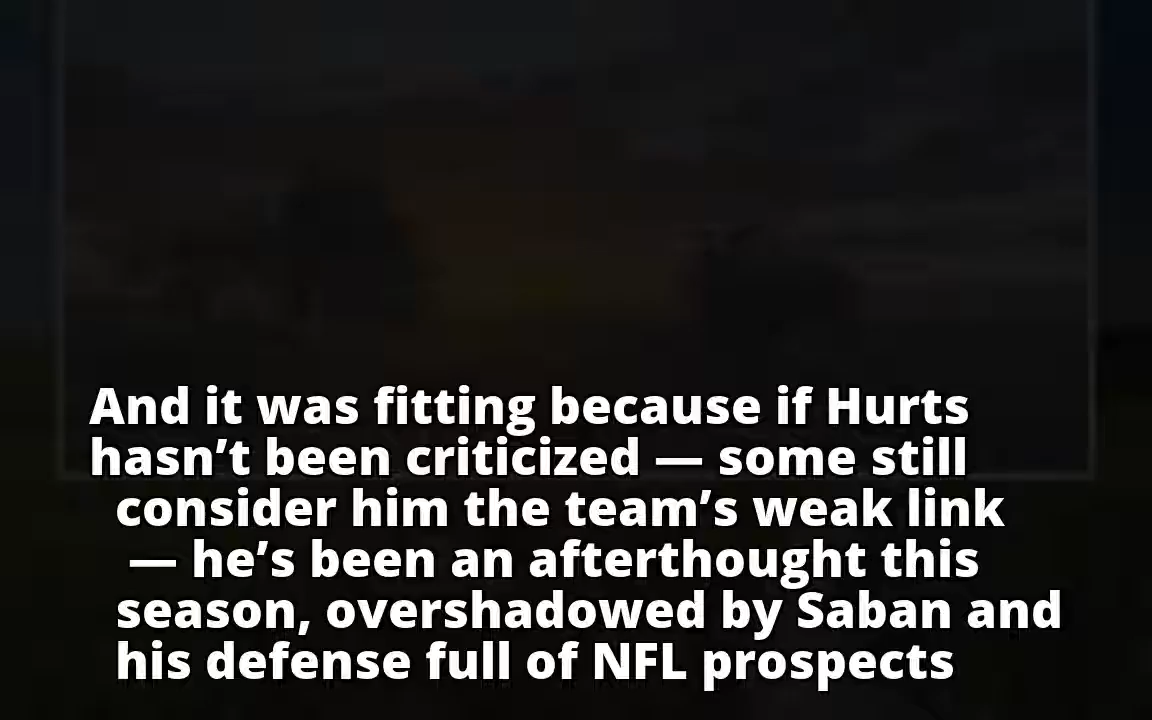 And it was fitting because if Hurts
hasn’t been criticized — some still
consider him the team’s weak link
— he’s been an afterthought this
season, overshadowed by Saban and
his defense full of NFL prospects